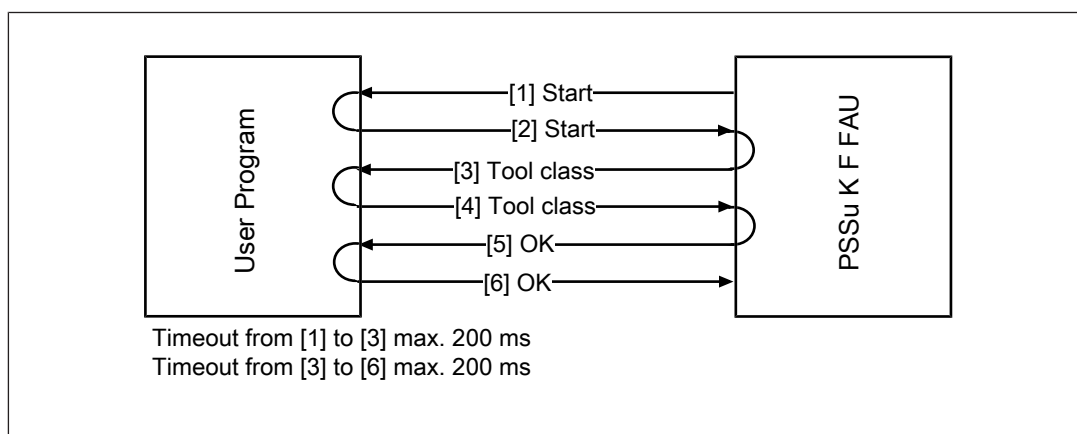 User Program
PSSu K F FAU
[1] Start
[2] Start
[3] Tool class
[4] Tool class
[5] OK
[6] OK
Timeout from [1] to [3] max. 200 ms
Timeout from [3] to [6] max. 200 ms